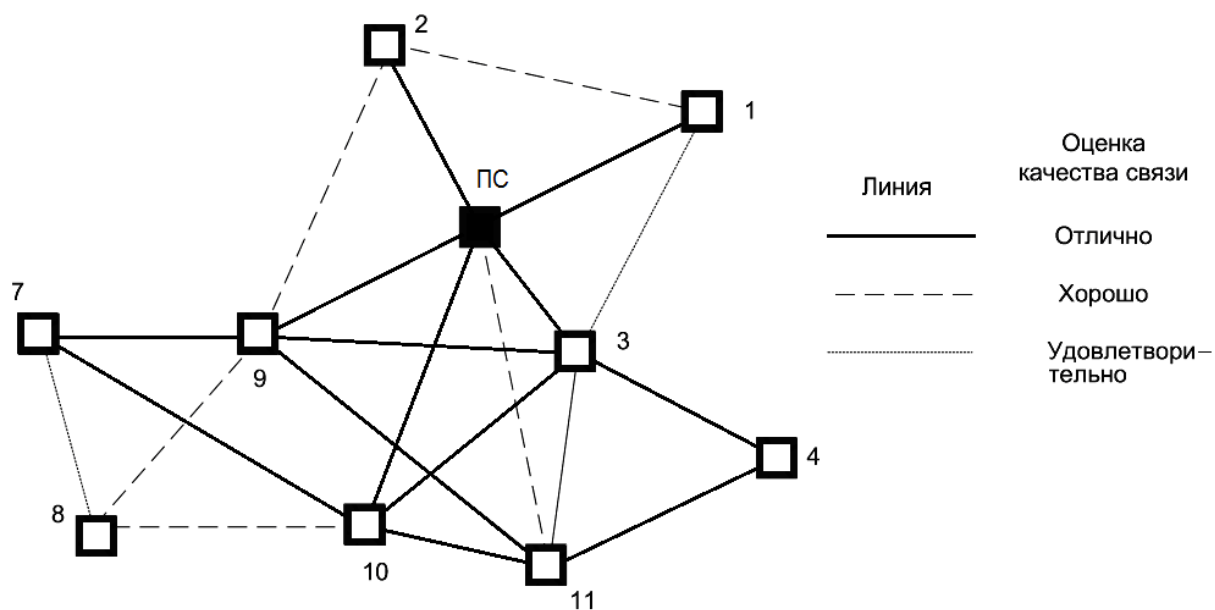 2
1
ПС
7
9
3
4
8
10
11
Оценка
качества связи
Линия
Отлично
Хорошо
Удовлетвори–
тельно